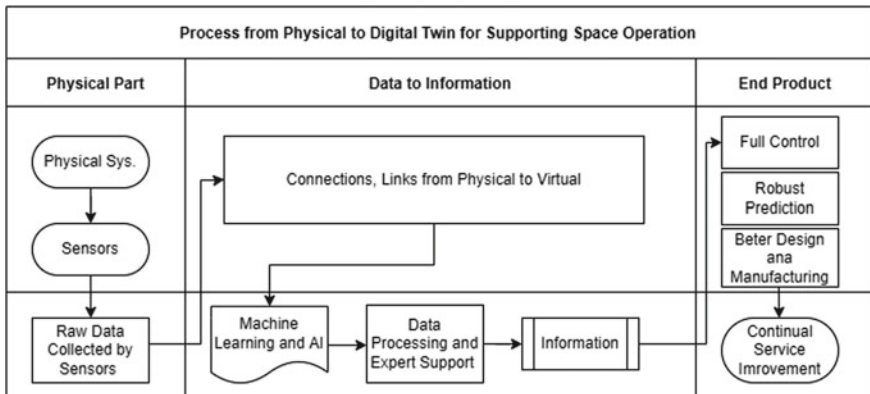 Process from Physical to Digital Twin for Supporting Space Operation
Physical Part
Data to Information
End Product
Physical Sys.
Sensors
Raw Data
Collected by
Sensors
Connections, Links from Physical to Virtual
Machine
Learning and AI
Data
Processing and
Expert Support
Information
Full Control
Robust
Prediction
Beter Design
ana
Manufacturing
Continual
Service
Imrovement